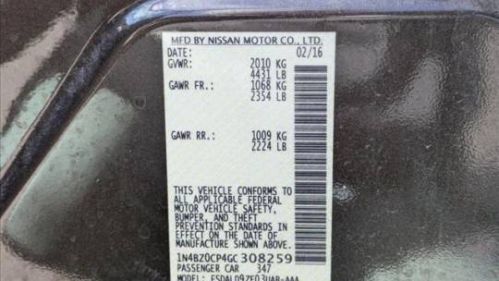 MFD BY NISSAN MOTOR CO., LTD.
DATE: 02/16
GVWR: 2010 KG
4431 LB
GAWR FR.: 1068 KG
2354 LB
GAWR RR.: 1009 KG
2224 LB
THIS VEHICLE CONFORMS TO
ALL APPLICABLE FEDERAL
MOTOR VEHICLE SAFETY,
BUMPER, AND THEFT
PREVENTION STANDARDS
IN EFFECT ON THE DATE OF
MANUFACTURE SHOWN ABOVE.
1N4BZ0CP4GC 308259
PASSENGER CAR 347